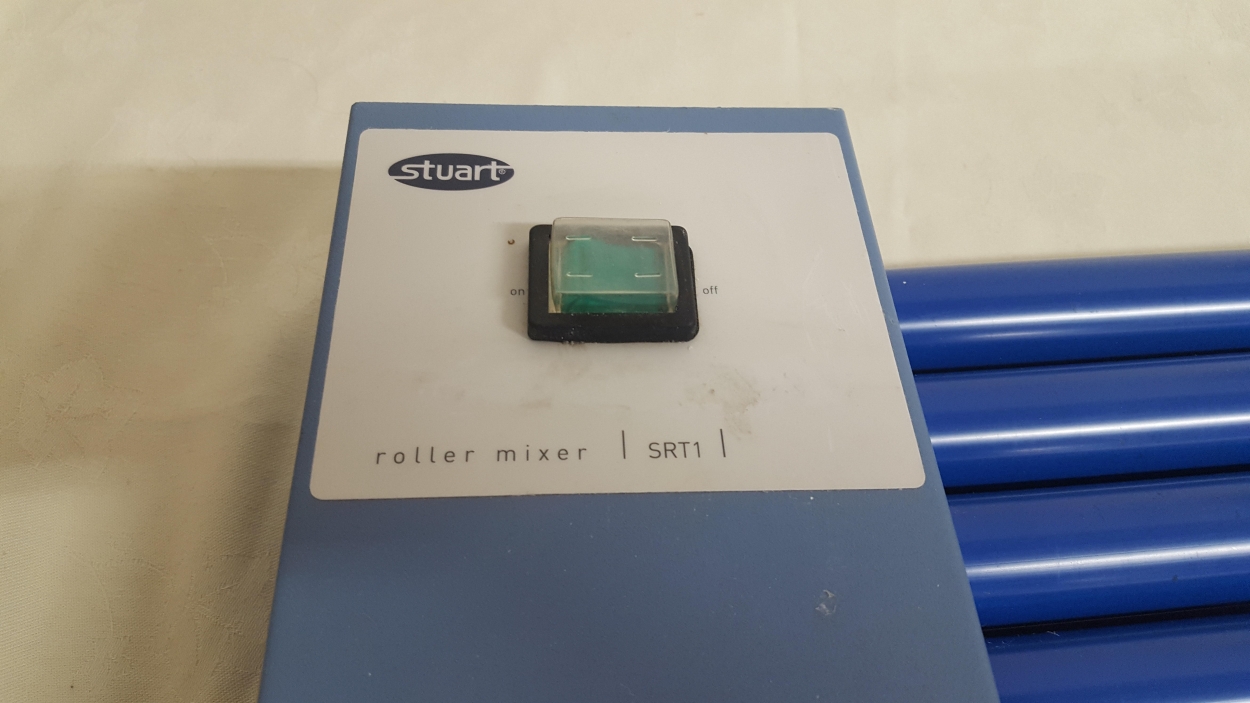 stuart®
on off
roller mixer | SRT1 |